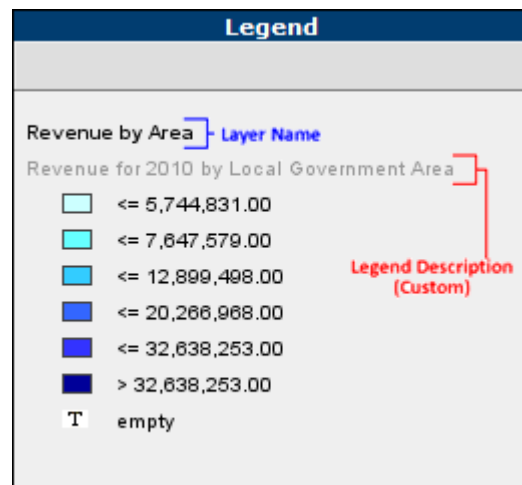 Legend
Revenue by Area Layer Name
Revenue for 2010 by Local Government Area
<= 5,744,831.00
<= 7,647,579.00
<= 12,899,498.00
Legend Description
(Custom)
<= 20,266,968.00
<= 32,638,253.00
> 32,638,253.00
T empty